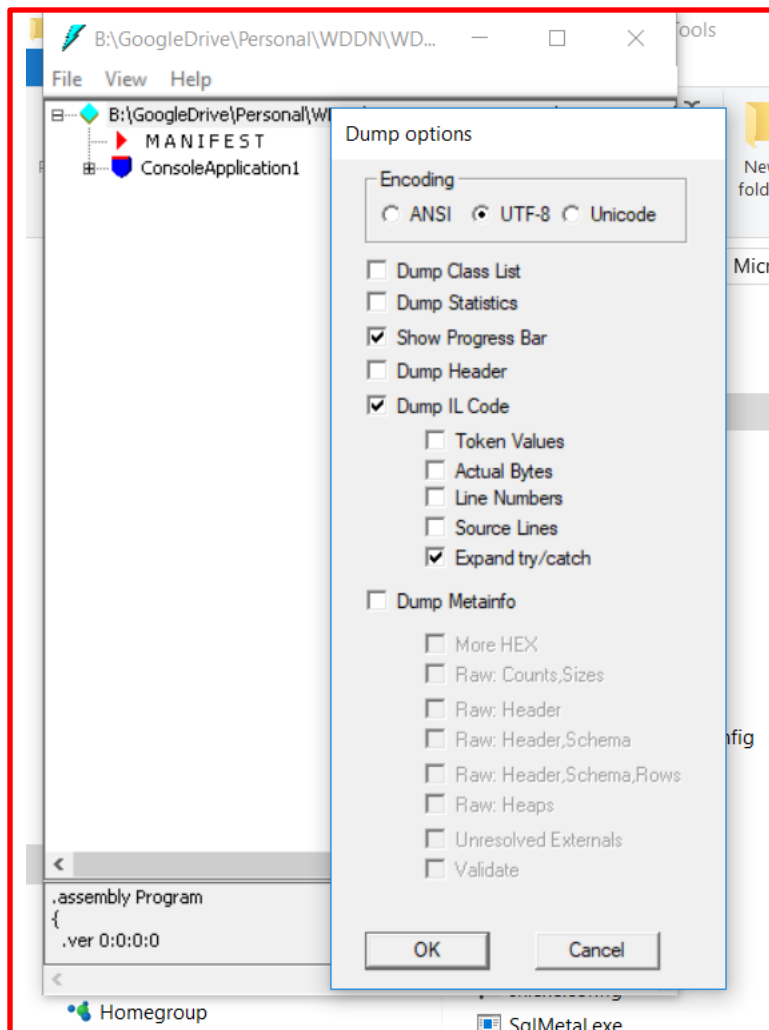 B:\GoogleDrive\Personal\WDDN\WD...
Tools
File View Help
B:\GoogleDrive\Personal\W
MANIFEST
ConsoleApplication1
Dump options
Encoding
ANSI UTF-8 Unicode
Dump Class List
Dump Statistics
Show Progress Bar
Dump Header
Dump IL Code
Token Values
Actual Bytes
Line Numbers
Source Lines
Expand try/catch
Dump Metainfo
More HEX
Raw: Counts,Sizes
Raw: Header
Raw: Header,Schema
Raw: Header,Schema,Rows
Raw: Heaps
Unresolved Externals
Validate
OK Cancel
.assembly Program
{
.ver 0:0:0:0
New
fold
Micr
nfig
Homegroup
SqlMetal.exe